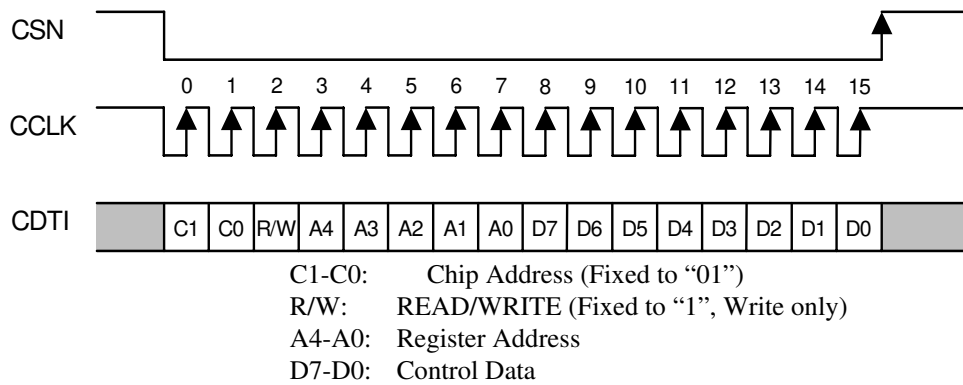 CSN
0 1 2 3 4 5 6 7 8 9 10 11 12 13 14 15
CCLK
CDTI C1 C0 R/W A4 A3 A2 A1 A0 D7 D6 D5 D4 D3 D2 D1 D0
C1-C0: Chip Address (Fixed to “01”)
R/W: READ/WRITE (Fixed to “1”, Write only)
A4-A0: Register Address
D7-D0: Control Data